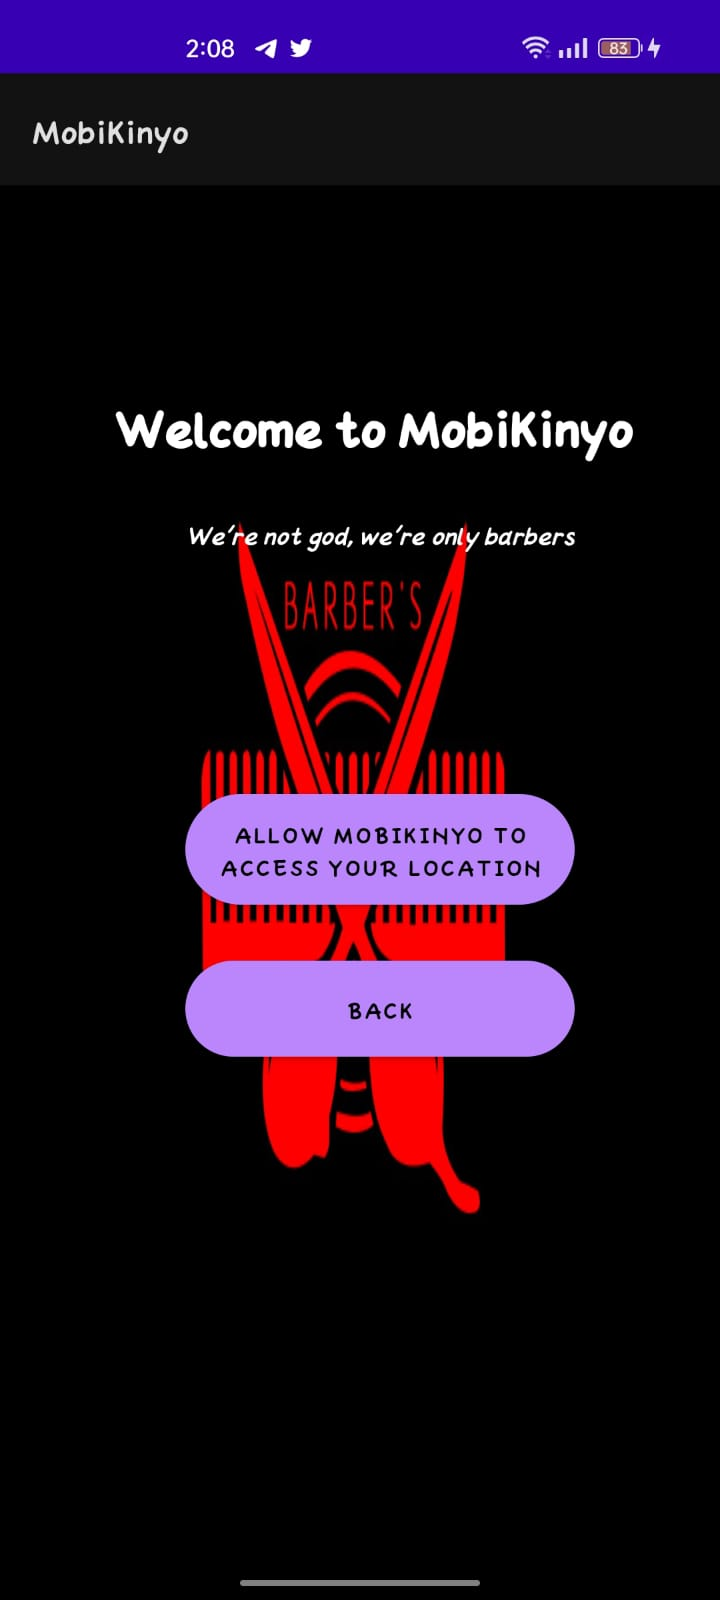 2:08
83
MobiKinyo
Welcome to MobiKinyo
We're not god, we're only barbers
BARBER'S
ALLOW MOBIKINYO TO
ACCESS YOUR LOCATION
BACK